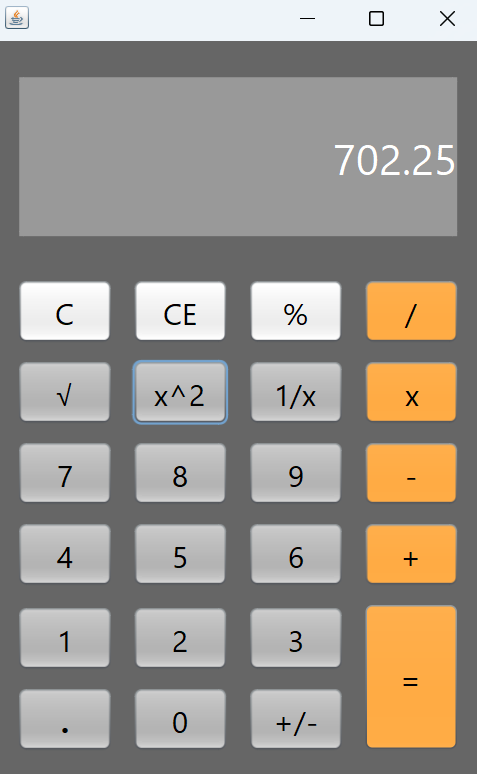 702.25
C CE % /
√ x^2 1/x x
7 8 9 -
4 5 6 +
1 2 3
=
. 0 +/-